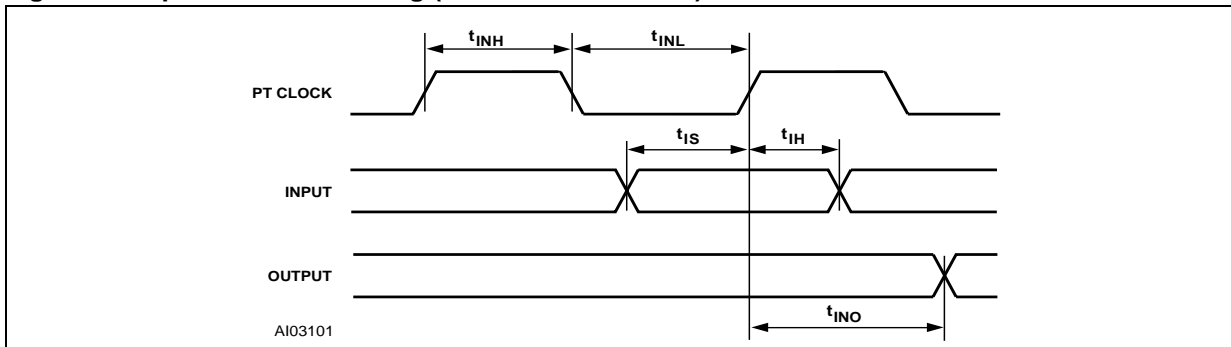 tINH tINL
PT CLOCK
tIS tIH
INPUT
OUTPUT
tINO
AI03101